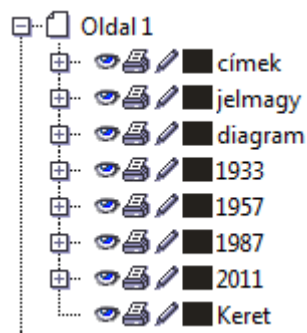 Oldal 1
címek
jelmagy
diagram
1933
1957
1987
2011
Keret